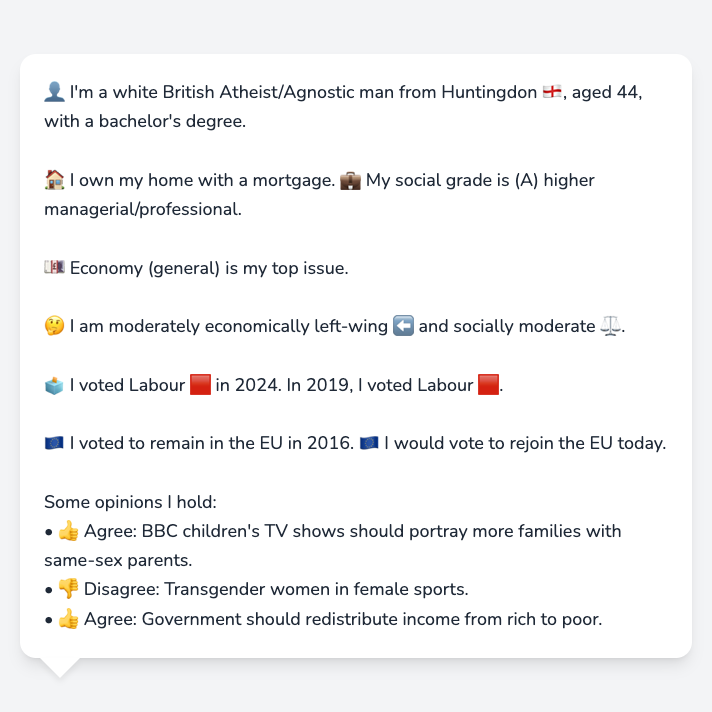 👤 I'm a white British Atheist/Agnostic man from Huntingdon 🏴󠁧󠁢󠁥󠁮󠁧󠁿, aged 44,
with a bachelor's degree.
🏠 I own my home with a mortgage. 💼 My social grade is (A) higher
managerial/professional.
💷 Economy (general) is my top issue.
🤔 I am moderately economically left-wing ⬅️ and socially moderate ⚖️.
🗳️ I voted Labour 🟥 in 2024. In 2019, I voted Labour 🟥.
🇪🇺 I voted to remain in the EU in 2016. 🇪🇺 I would vote to rejoin the EU today.
Some opinions I hold:
• 👍 Agree: BBC children's TV shows should portray more families with
same-sex parents.
• 👎 Disagree: Transgender women in female sports.
• 👍 Agree: Government should redistribute income from rich to poor.